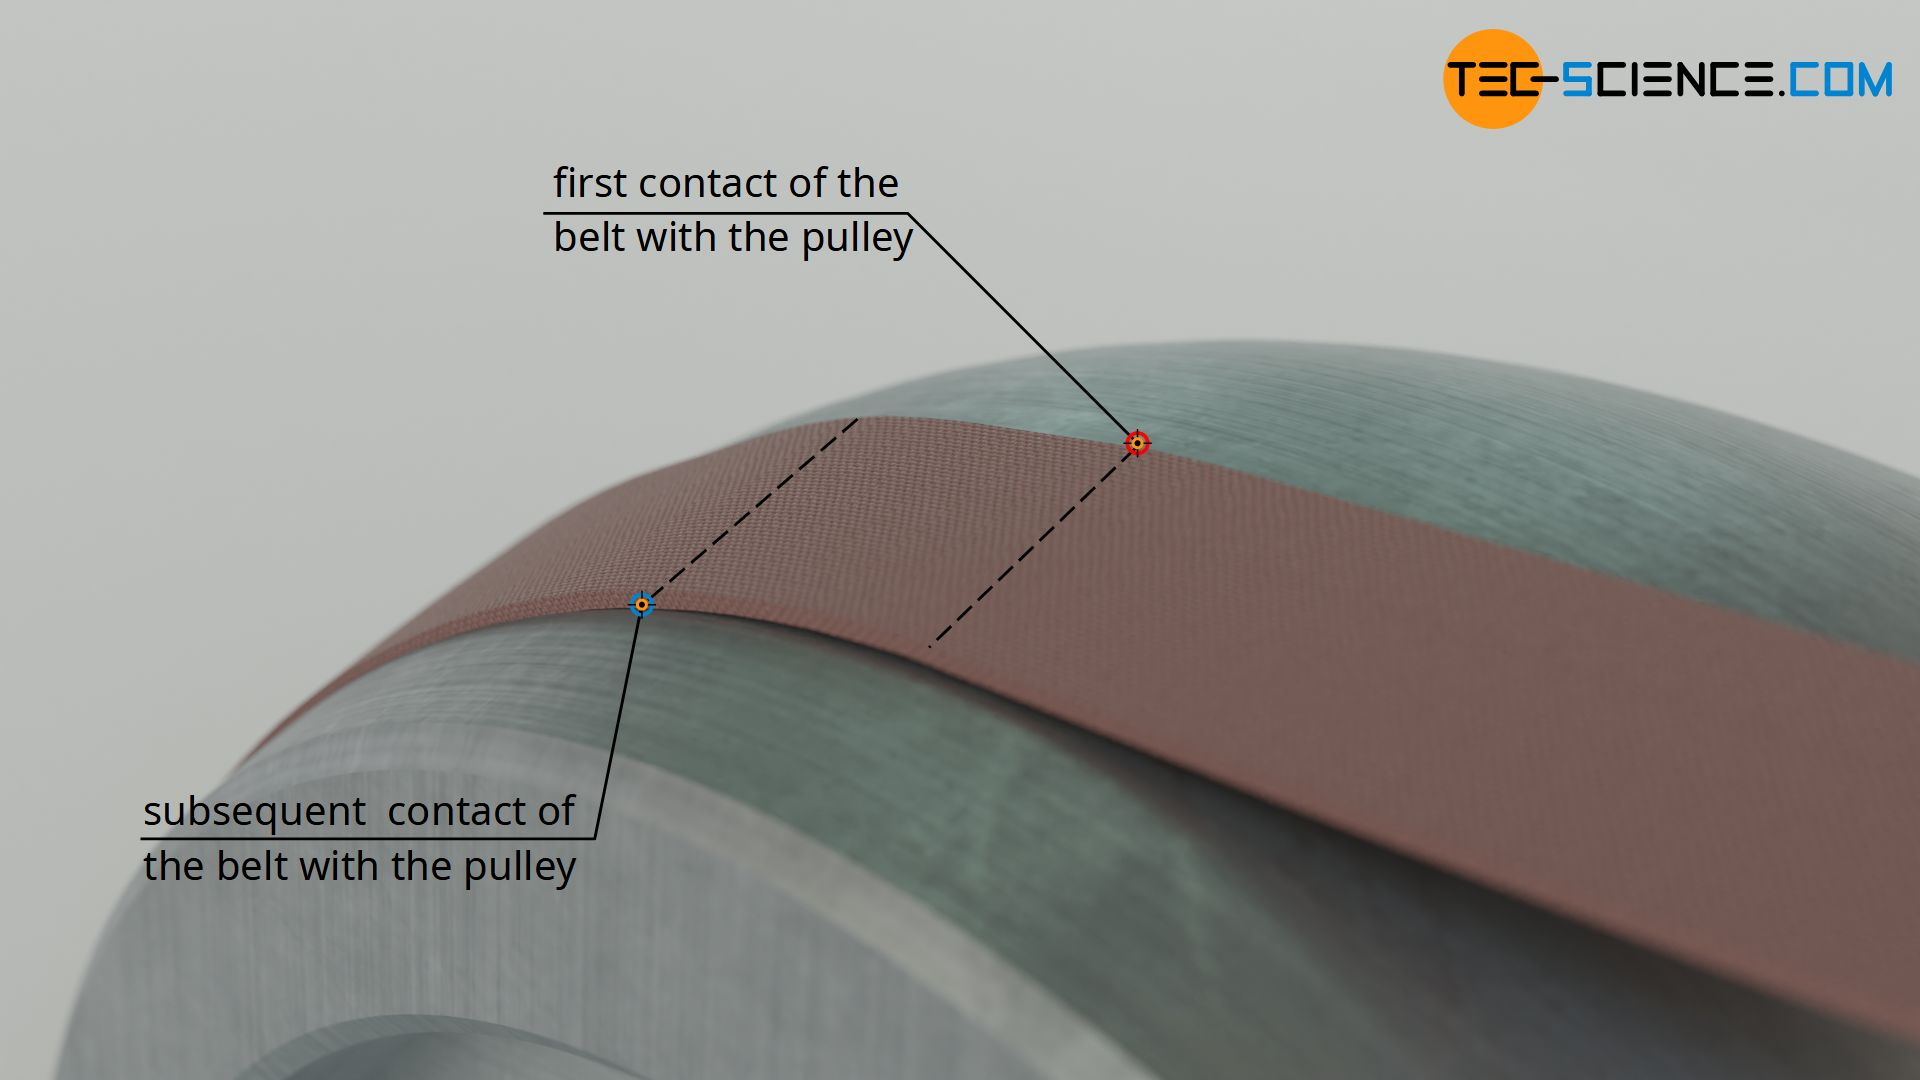 TEC-SCIENCE.COM
first contact of the
belt with the pulley
subsequent contact of
the belt with the pulley